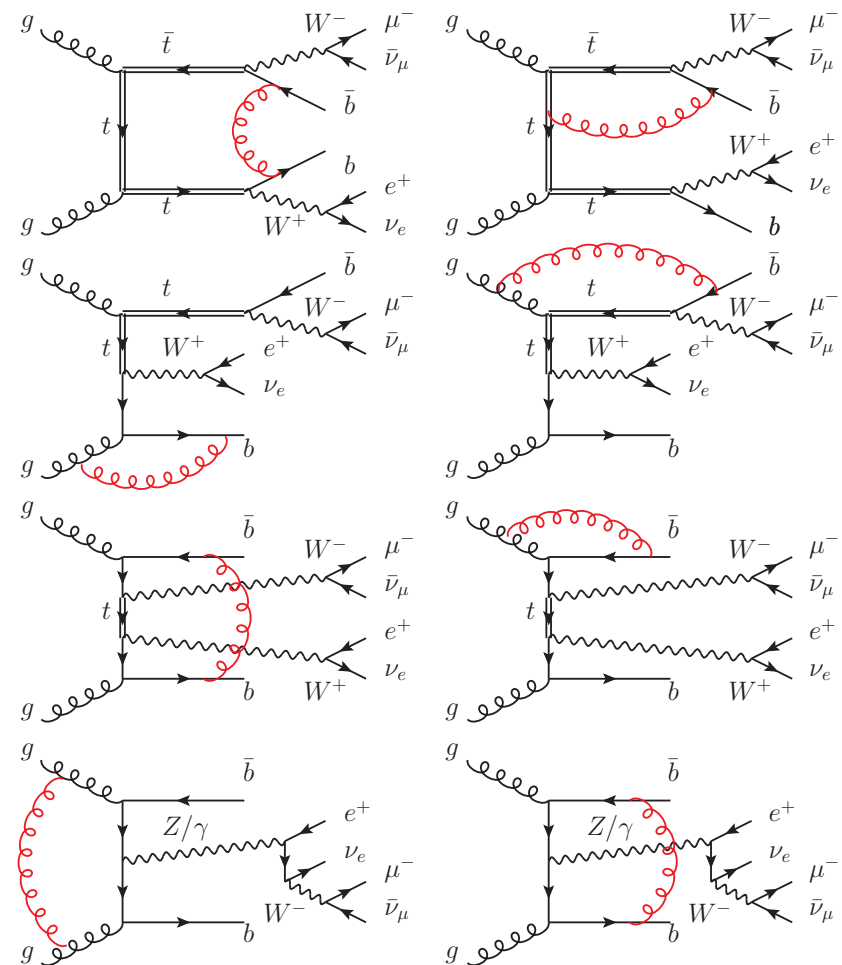 g t̄ W⁻ μ⁻ ν̄_μ b̄ t b t W⁺ e⁺ ν_e g
g t̄ W⁻ μ⁻ ν̄_μ b̄ t W⁺ e⁺ ν_e t b g
g t b̄ W⁻ μ⁻ ν̄_μ t W⁺ e⁺ ν_e b g
g t b̄ W⁻ μ⁻ ν̄_μ t W⁺ e⁺ ν_e b g
g b̄ W⁻ μ⁻ ν̄_μ t e⁺ ν_e W⁺ b g
g b̄ W⁻ μ⁻ ν̄_μ t e⁺ ν_e W⁺ b g
g b̄ Z/γ e⁺ ν_e μ⁻ W⁻ ν̄_μ b g
g b̄ Z/γ e⁺ ν_e μ⁻ W⁻ ν̄_μ b g